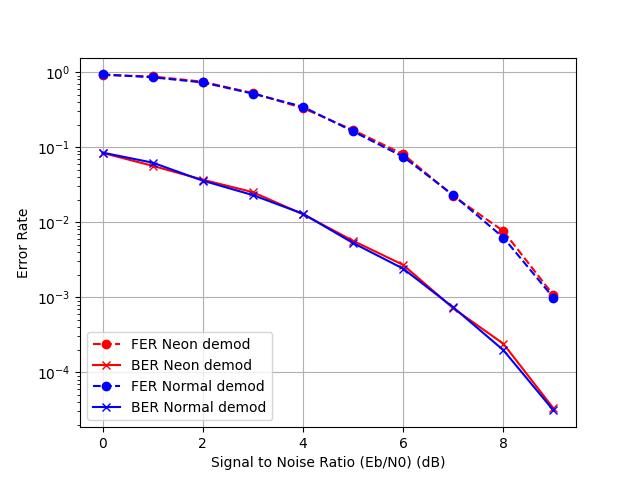 10⁰
10⁻¹
10⁻²
10⁻³
10⁻⁴
Error Rate
FER Neon demod
BER Neon demod
FER Normal demod
BER Normal demod
0 2 4 6 8
Signal to Noise Ratio (Eb/N0) (dB)